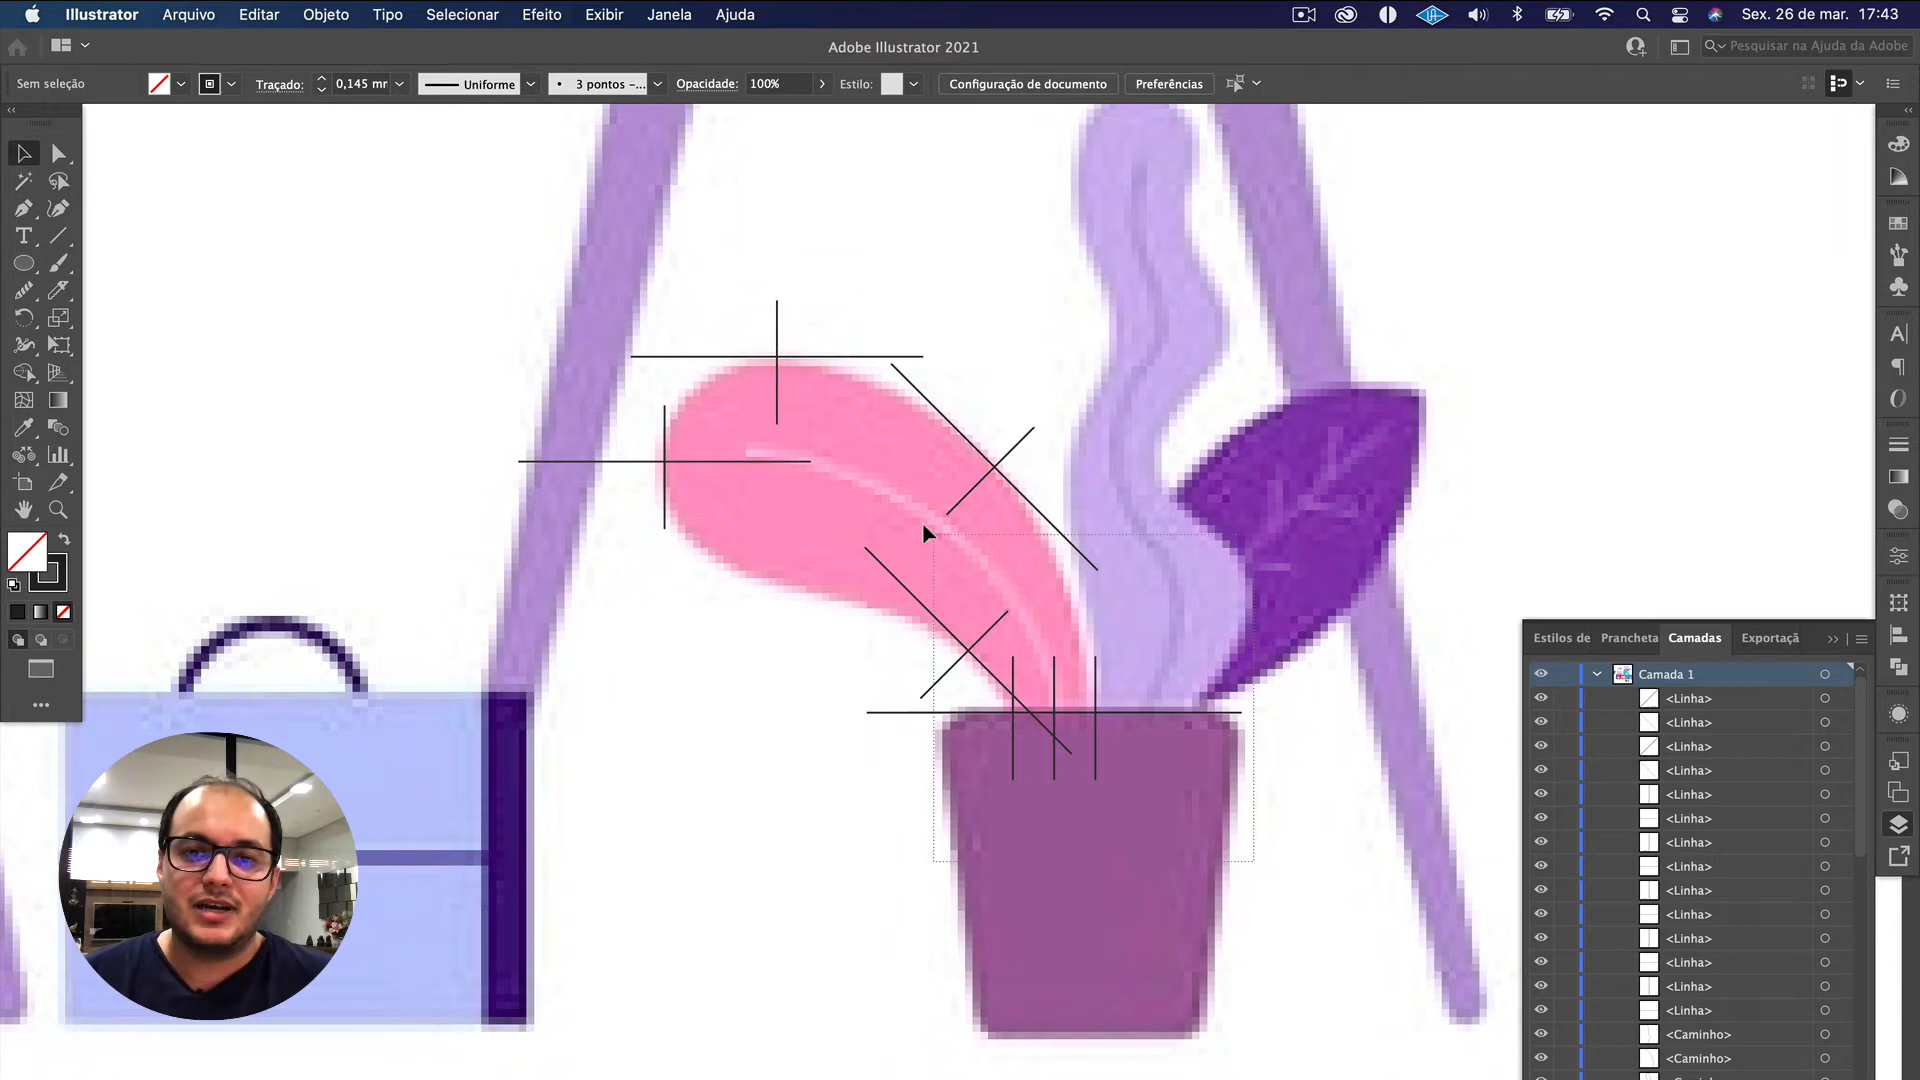 Illustrator Arquivo Editar Objeto Tipo Selecionar Efeito Exibir Janela Ajuda Sex. 26 de mar. 17:43
Adobe Illustrator 2021 Pesquisar na Ajuda da Adobe
Sem seleção Traçado: 0,145 mr Uniforme 3 pontos -... Opacidade: 100% Estilo: Configuração de documento Preferências
Estilos de Prancheta Camadas Exportaçã
Camada 1
<Linha>
<Linha>
<Linha>
<Linha>
<Linha>
<Linha>
<Linha>
<Linha>
<Linha>
<Linha>
<Linha>
<Linha>
<Linha>
<Linha>
<Caminho>
<Caminho>